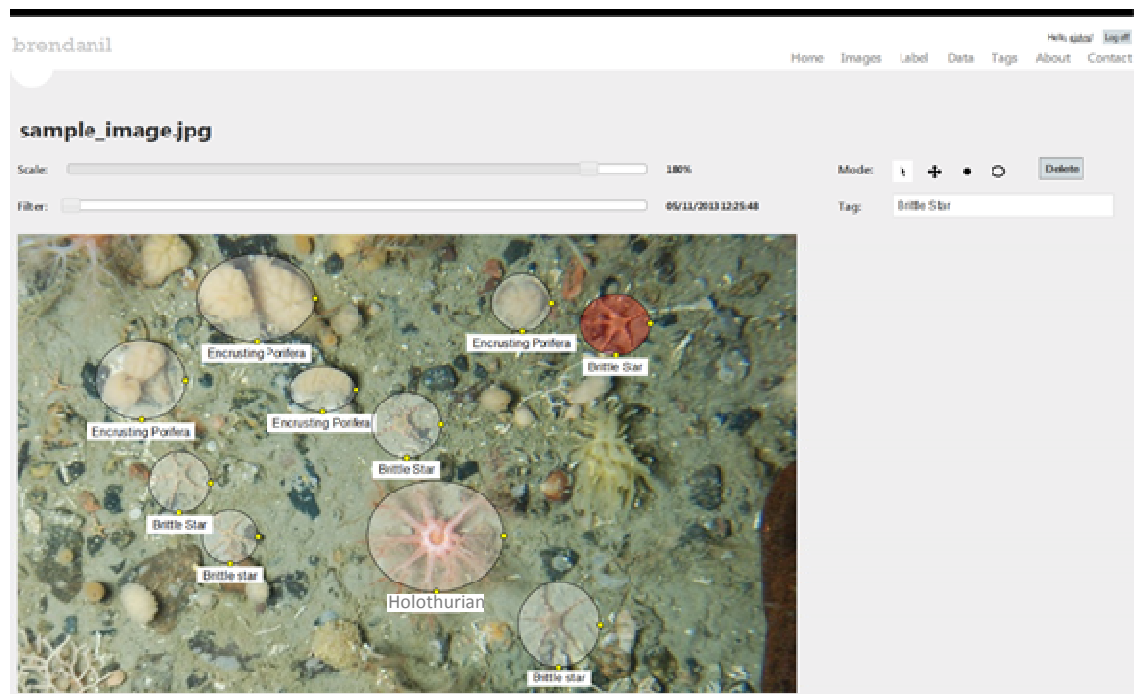 brendanil
Hello, Log off
Home Images Label Data Tags About Contact
sample_image.jpg
Scale: 180% Mode: Delete
Filter: 05/11/2013 12:25:48 Tag: Brittle Star
Encrusting Porifera
Encrusting Porifera
Brittle Star
Encrusting Porifera
Encrusting Porifera
Brittle Star
Brittle Star
Brittle star
Holothurian
Brittle star